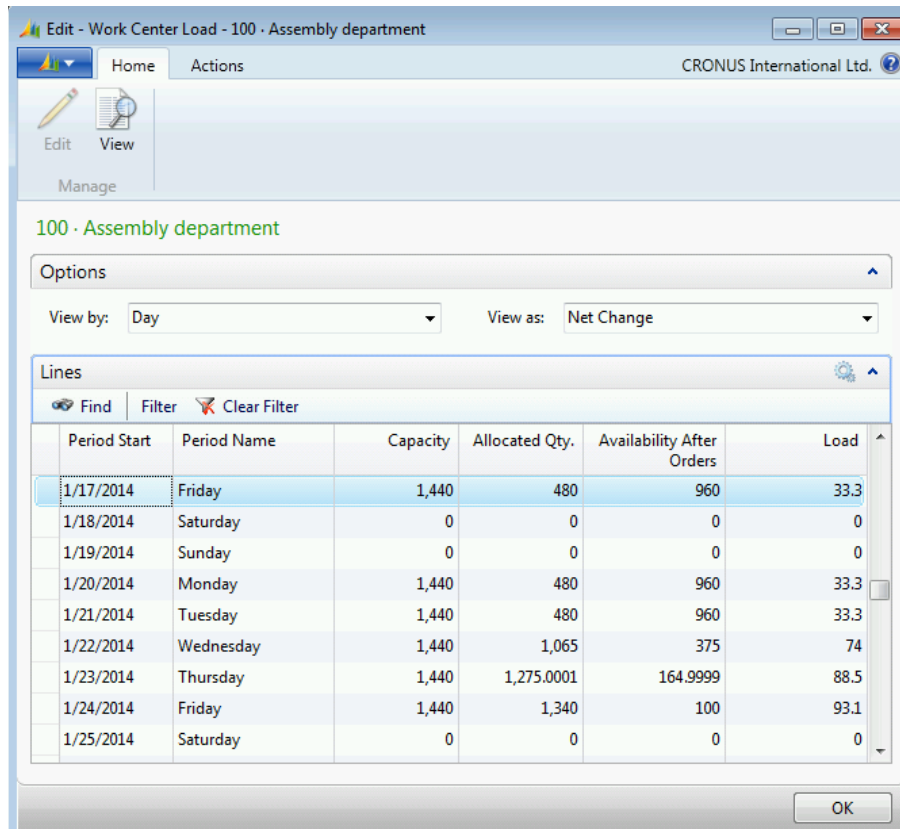 Edit - Work Center Load - 100 · Assembly department
Home Actions CRONUS International Ltd.
Edit View
Manage
100 · Assembly department
Options
View by: Day View as: Net Change
Lines
Find Filter Clear Filter
Period Start Period Name Capacity Allocated Qty. Availability After Orders Load
1/17/2014 Friday 1,440 480 960 33.3
1/18/2014 Saturday 0 0 0 0
1/19/2014 Sunday 0 0 0 0
1/20/2014 Monday 1,440 480 960 33.3
1/21/2014 Tuesday 1,440 480 960 33.3
1/22/2014 Wednesday 1,440 1,065 375 74
1/23/2014 Thursday 1,440 1,275.0001 164.9999 88.5
1/24/2014 Friday 1,440 1,340 100 93.1
1/25/2014 Saturday 0 0 0 0
OK